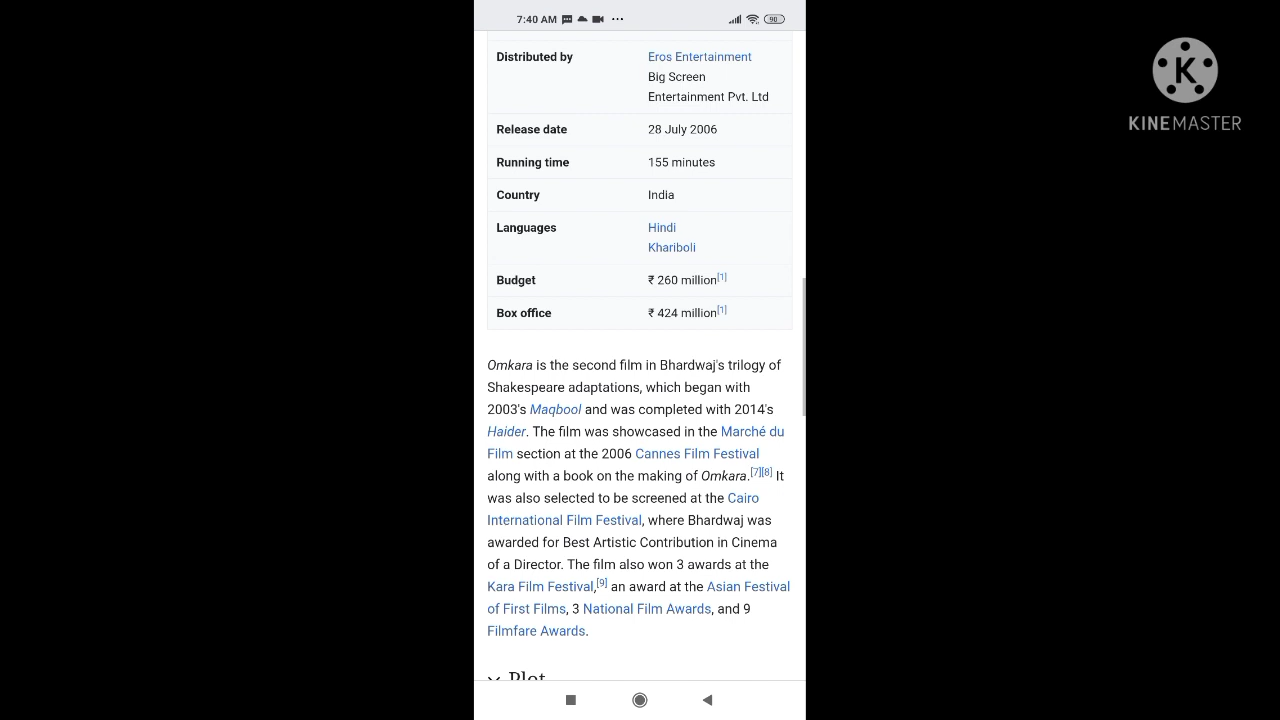 7:40 AM
90
K
KINEMASTER
Distributed by
Eros Entertainment
Big Screen
Entertainment Pvt. Ltd
Release date
28 July 2006
Running time
155 minutes
Country
India
Languages
Hindi
Khariboli
Budget
₹ 260 million[1]
Box office
₹ 424 million[1]
Omkara is the second film in Bhardwaj's trilogy of
Shakespeare adaptations, which began with
2003's Maqbool and was completed with 2014's
Haider. The film was showcased in the Marché du
Film section at the 2006 Cannes Film Festival
along with a book on the making of Omkara.[7][8] It
was also selected to be screened at the Cairo
International Film Festival, where Bhardwaj was
awarded for Best Artistic Contribution in Cinema
of a Director. The film also won 3 awards at the
Kara Film Festival,[9] an award at the Asian Festival
of First Films, 3 National Film Awards, and 9
Filmfare Awards.
Plot